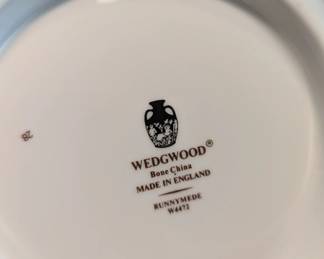 WEDGWOOD®
Bone China
MADE IN ENGLAND
RUNNYMEDE
W4472